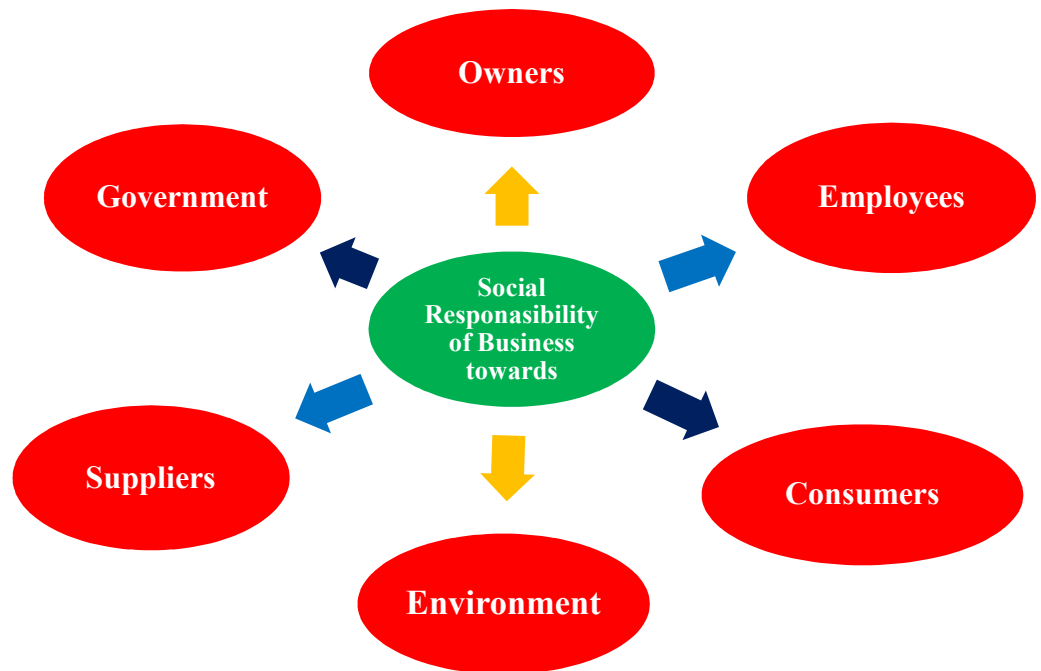 Owners
Government
Employees
Social
Responasibility
of Business
towards
Suppliers
Consumers
Environment